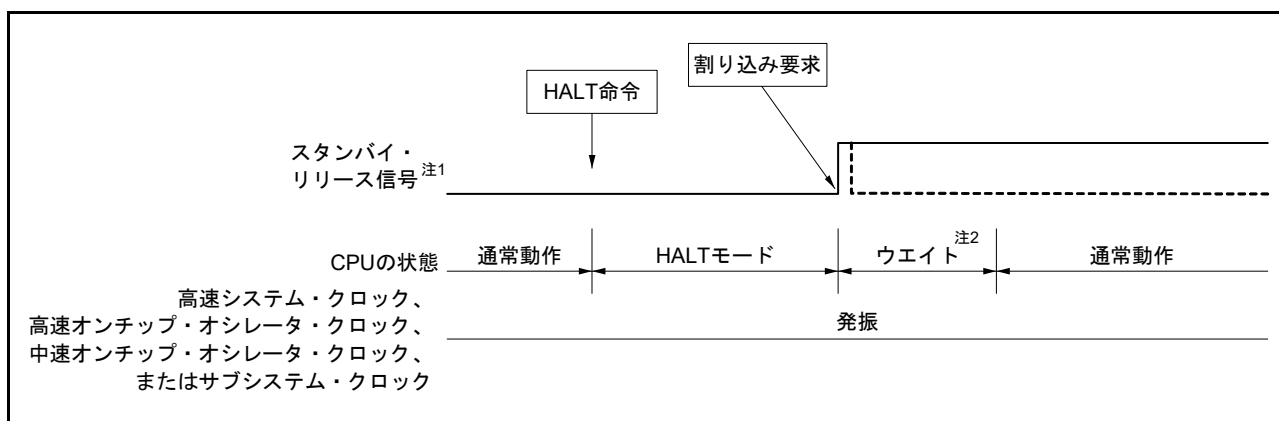 割り込み要求
HALT命令
スタンバイ・
リリース信号注1
CPUの状態
通常動作
HALTモード
ウエイト注2
通常動作
高速システム・クロック、
高速オンチップ・オシレータ・クロック、
中速オンチップ・オシレータ・クロック、
またはサブシステム・クロック
発振